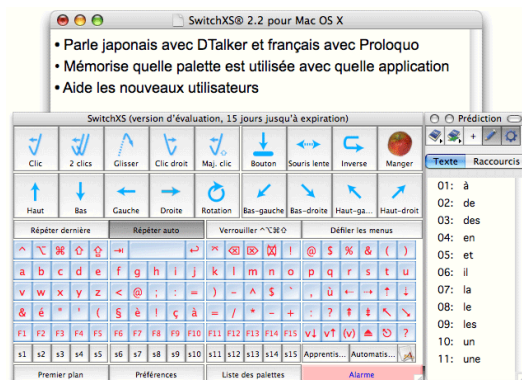 SwitchXS® 2.2 pour Mac OS X
• Parle japonais avec DTalker et français avec Proloquo
• Mémorise quelle palette est utilisée avec quelle application
• Aide les nouveaux utilisateurs
SwitchXS (version d'évaluation, 15 jours jusqu'à expiration)
Clic 2 clics Glisser Clic droit Maj. clic Bouton Souris lente Inverse Manger
Haut Bas Gauche Droite Rotation Bas-gauche Bas-droite Haut-ga... Haut-droit
Répéter dernière Répéter auto Verrouiller ^⌥⌘⇧ Défiler les menus
! @ $ % & ( )
a b c d e f g h i j k l m n o p q r s t u
v w x y z < @ ; : = ) - ^ $ ` , ù ← → ↑ ↓
& é " ' ( § è ! ç à = / * - + : ?
F1 F2 F3 F4 F5 F6 F7 F8 F9 F10 F11 F12 F13 F14 F15 v↓ v↑ (v) ?
s1 s2 s3 s4 s5 s6 s7 s8 s9 s10 s11 s12 s13 s14 s15 Apprentis... Automatis...
Premier plan Préférences Liste des palettes Alarme
Prédiction
Texte Raccourcis
01: à
02: de
03: des
04: en
05: et
06: il
07: la
08: le
09: les
10: un
11: une